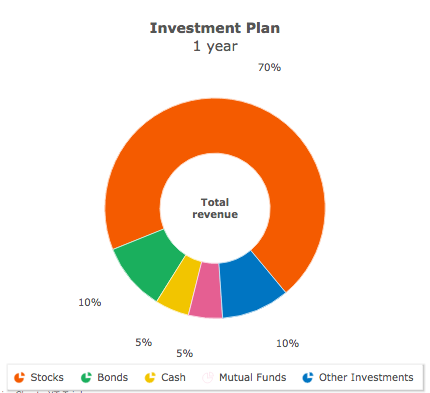 Investment Plan
1 year
70%
Total
revenue
10%
5%
5%
10%
Stocks Bonds Cash Mutual Funds Other Investments